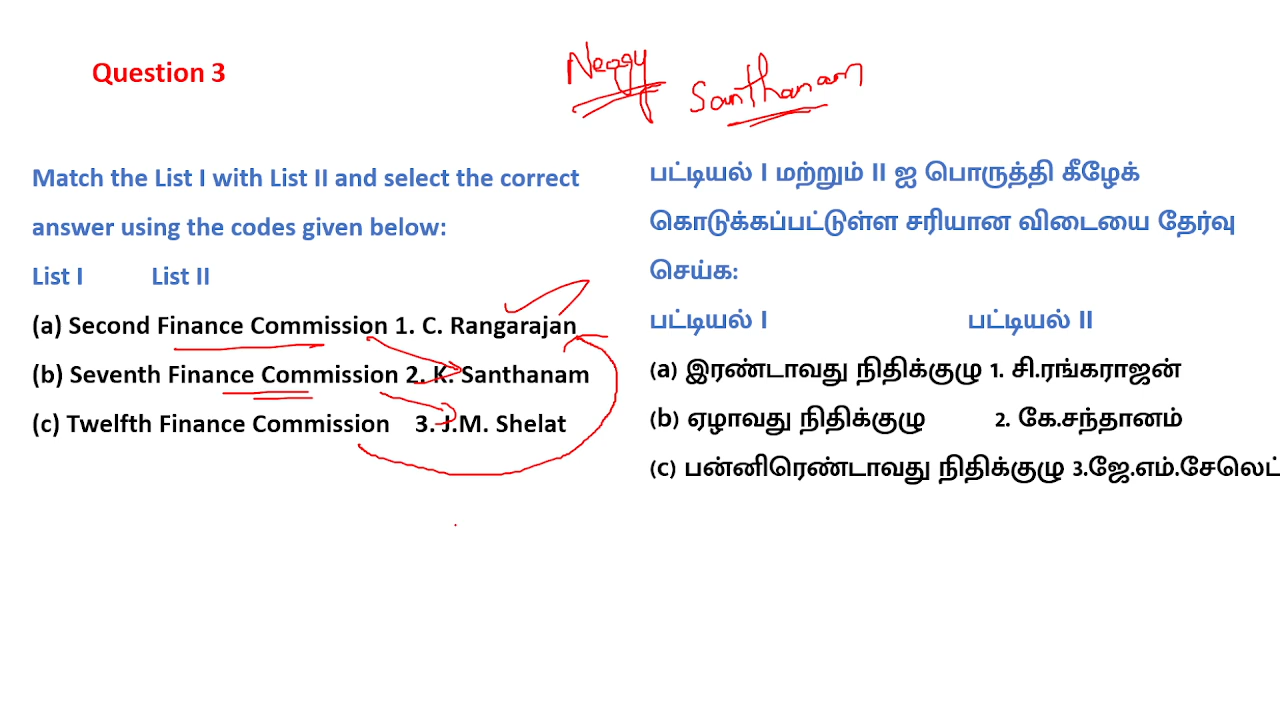 Question 3
Neogy
Santhanam
Match the List I with List II and select the correct
answer using the codes given below:
List I List II
(a) Second Finance Commission 1. C. Rangarajan
(b) Seventh Finance Commission 2. K. Santhanam
(c) Twelfth Finance Commission 3. J.M. Shelat
பட்டியல் I மற்றும் II ஐ பொருத்தி கீழேக்
கொடுக்கப்பட்டுள்ள சரியான விடையை தேர்வு
செய்க:
பட்டியல் I பட்டியல் II
(a) இரண்டாவது நிதிக்குழு 1. சி.ரங்கராஜன்
(b) ஏழாவது நிதிக்குழு 2. கே.சந்தானம்
(c) பன்னிரெண்டாவது நிதிக்குழு 3.ஜே.எம்.சேலெட்